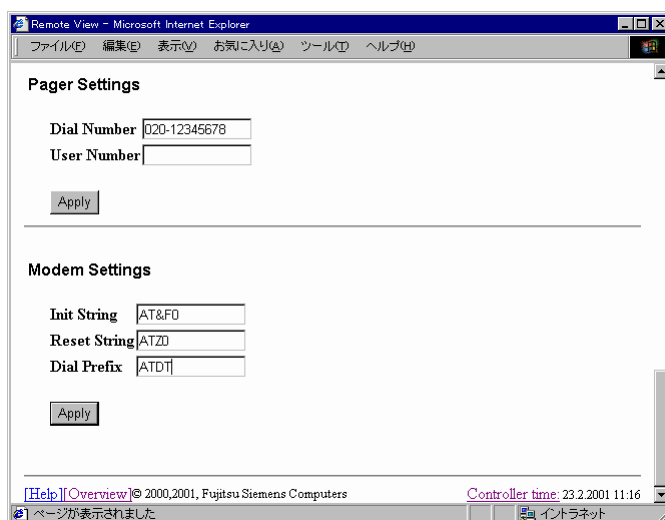 Remote View - Microsoft Internet Explorer
ファイル(F) 編集(E) 表示(V) お気に入り(A) ツール(T) ヘルプ(H)
Pager Settings
Dial Number 020-12345678
User Number
Apply
Modem Settings
Init String AT&F0
Reset String ATZ0
Dial Prefix ATDT
Apply
[Help][Overview]© 2000,2001, Fujitsu Siemens Computers Controller time: 23.2.2001 11:16
ページが表示されました イントラネット